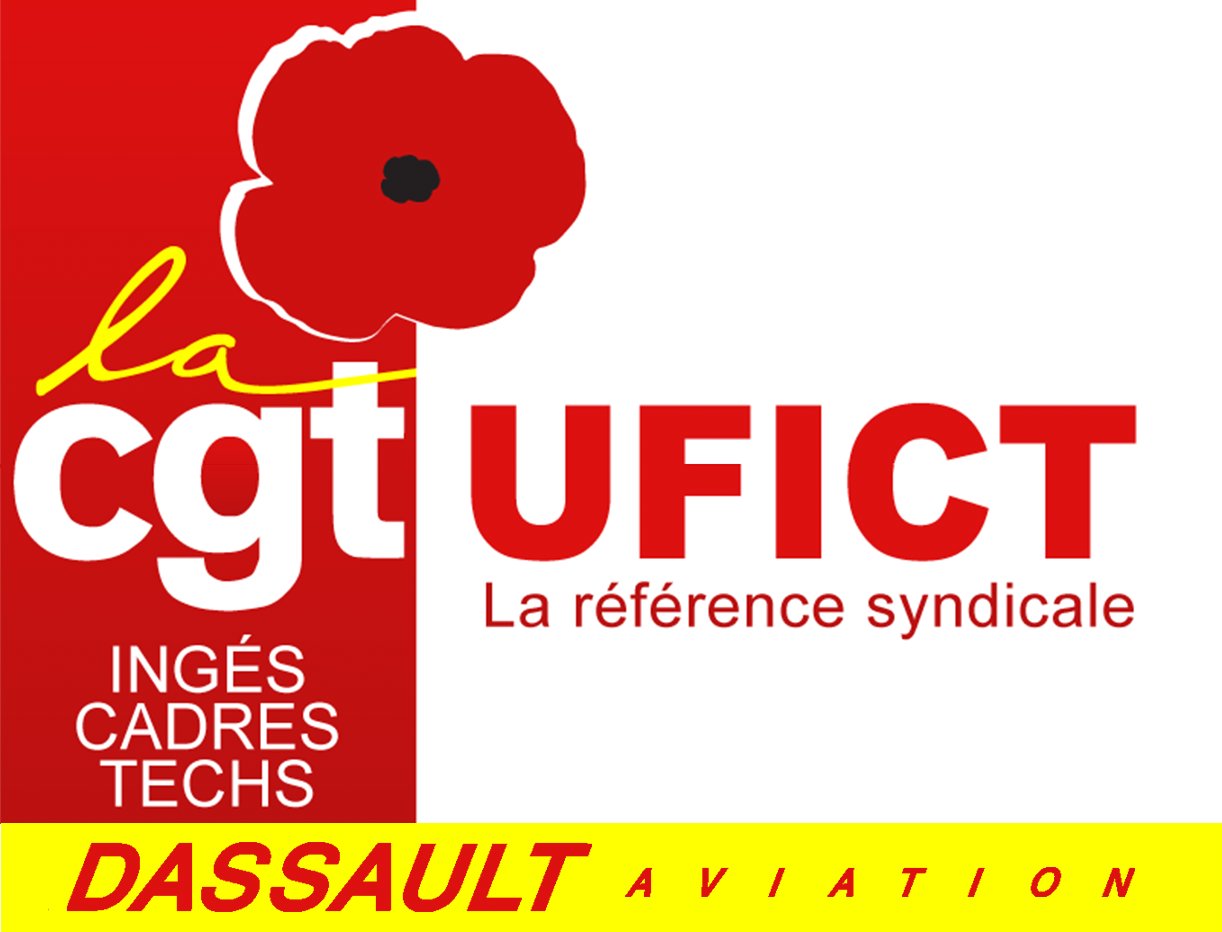 la
cgt
UFICT
La référence syndicale
INGÉS
CADRES
TECHS
DASSAULT AVIATION